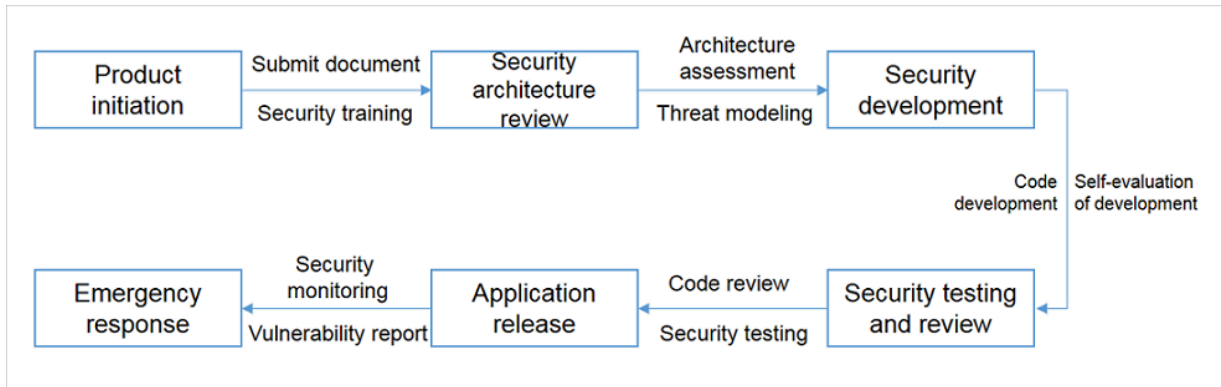 Product
initiation
Submit document
Security training
Security
architecture
review
Architecture
assessment
Threat modeling
Security
development
Code
development
Self-evaluation
of development
Security testing
and review
Code review
Security testing
Application
release
Security
monitoring
Vulnerability report
Emergency
response